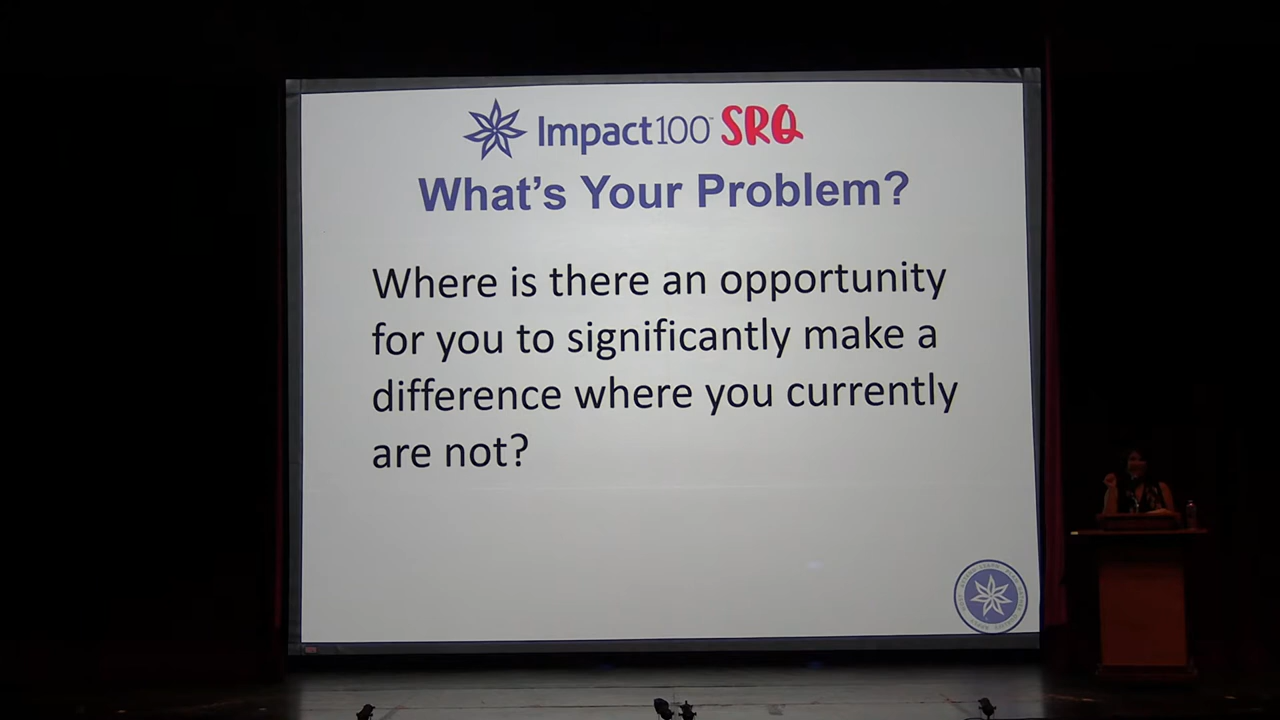 Impact100™ SRQ
What's Your Problem?
Where is there an opportunity
for you to significantly make a
difference where you currently
are not?